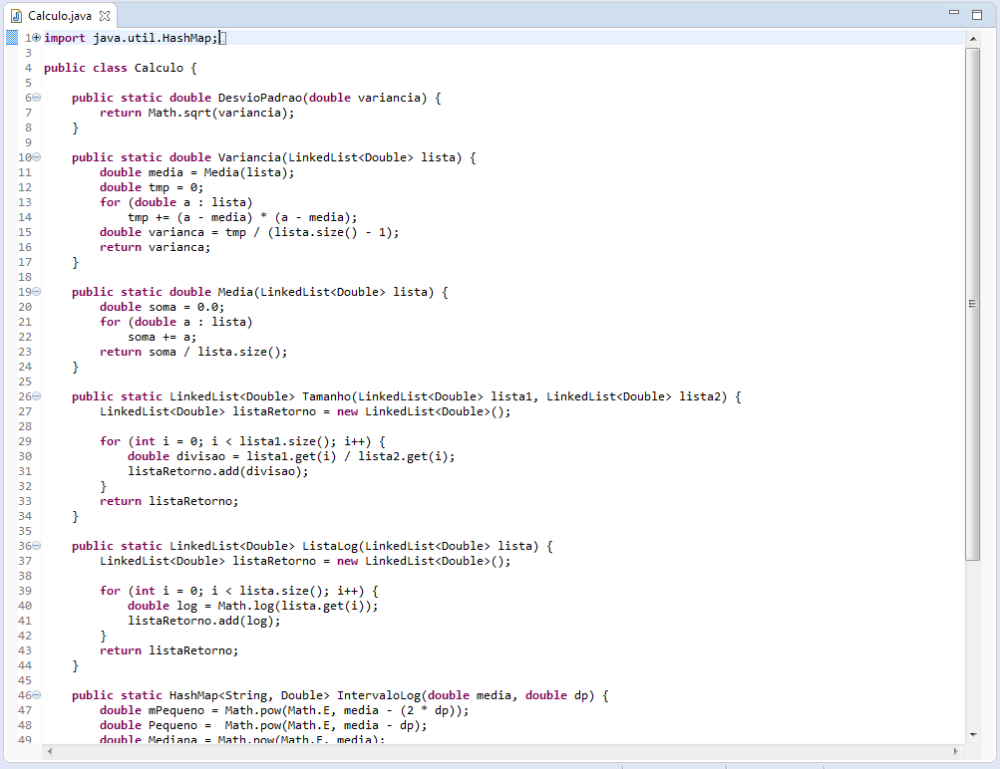 Calculo.java
1 import java.util.HashMap;
3
4 public class Calculo {
5
6 public static double DesvioPadrao(double variancia) {
7 return Math.sqrt(variancia);
8 }
9
10 public static double Variancia(LinkedList<Double> lista) {
11 double media = Media(lista);
12 double tmp = 0;
13 for (double a : lista)
14 tmp += (a - media) * (a - media);
15 double varianca = tmp / (lista.size() - 1);
16 return varianca;
17 }
18
19 public static double Media(LinkedList<Double> lista) {
20 double soma = 0.0;
21 for (double a : lista)
22 soma += a;
23 return soma / lista.size();
24 }
25
26 public static LinkedList<Double> Tamanho(LinkedList<Double> lista1, LinkedList<Double> lista2) {
27 LinkedList<Double> listaRetorno = new LinkedList<Double>();
28
29 for (int i = 0; i < lista1.size(); i++) {
30 double divisao = lista1.get(i) / lista2.get(i);
31 listaRetorno.add(divisao);
32 }
33 return listaRetorno;
34 }
35
36 public static LinkedList<Double> ListaLog(LinkedList<Double> lista) {
37 LinkedList<Double> listaRetorno = new LinkedList<Double>();
38
39 for (int i = 0; i < lista.size(); i++) {
40 double log = Math.log(lista.get(i));
41 listaRetorno.add(log);
42 }
43 return listaRetorno;
44 }
45
46 public static HashMap<String, Double> IntervaloLog(double media, double dp) {
47 double mPequeno = Math.pow(Math.E, media - (2 * dp));
48 double Pequeno =  Math.pow(Math.E, media - dp);
49 double Mediana = Math.pow(Math.E, media);